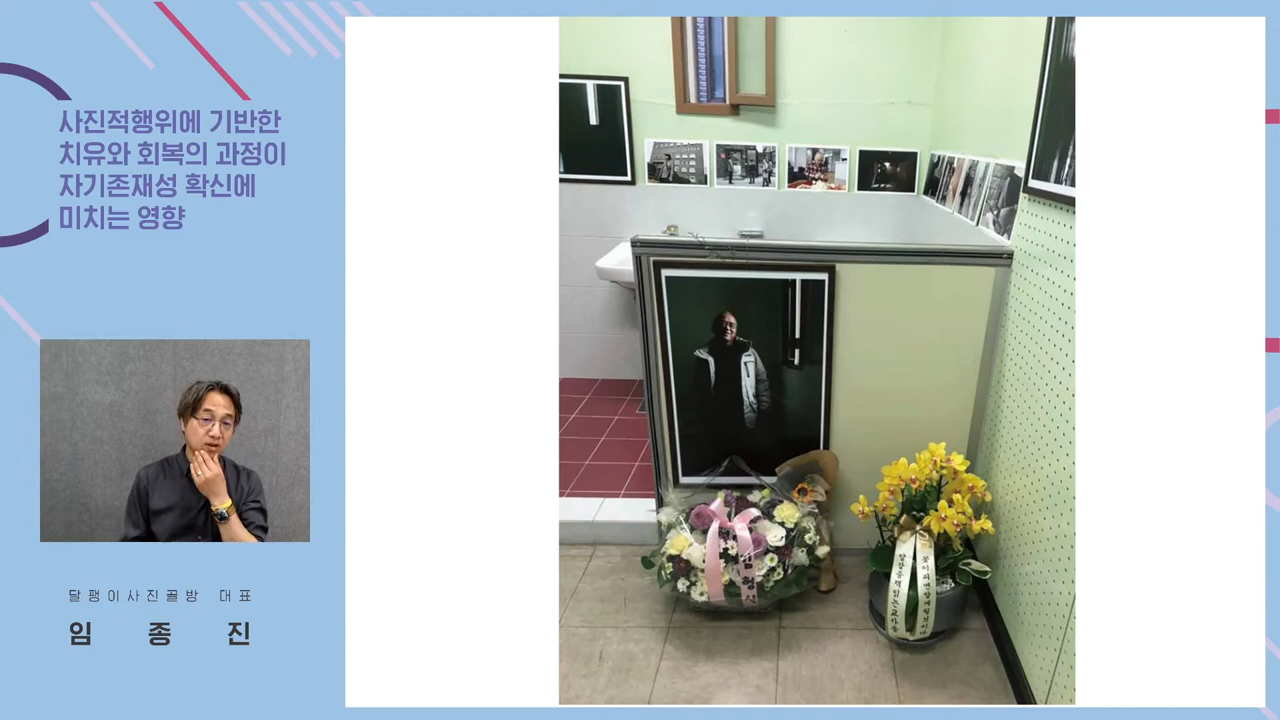 사진적행위에 기반한
치유와 회복의 과정이
자기존재성 확신에
미치는 영향
달팽이사진골방 대표
임종진